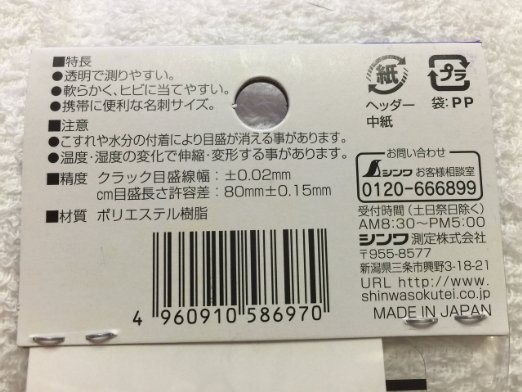 ■特長
●透明で測りやすい。
●軟らかく、ヒビに当てやすい。
●携帯に便利な名刺サイズ。
■注意
●こすれや水分の付着により目盛が消える事があります。
●温度・湿度の変化で伸縮・変形する事があります。
■精度 クラック目盛線幅：±0.02mm
cm目盛長さ許容差：80mm±0.15mm
■材質 ポリエステル樹脂
4 960910 586970
紙
ヘッダー
中紙
プラ
袋：PP
お問い合わせ
シンワ お客様相談室
0120-666899
受付時間（土日祭日除く）
AM8:30〜PM5:00
シンワ測定株式会社
〒955-8577
新潟県三条市興野3-18-21
URL http://www.
shinwasokutei.co.jp
MADE IN JAPAN